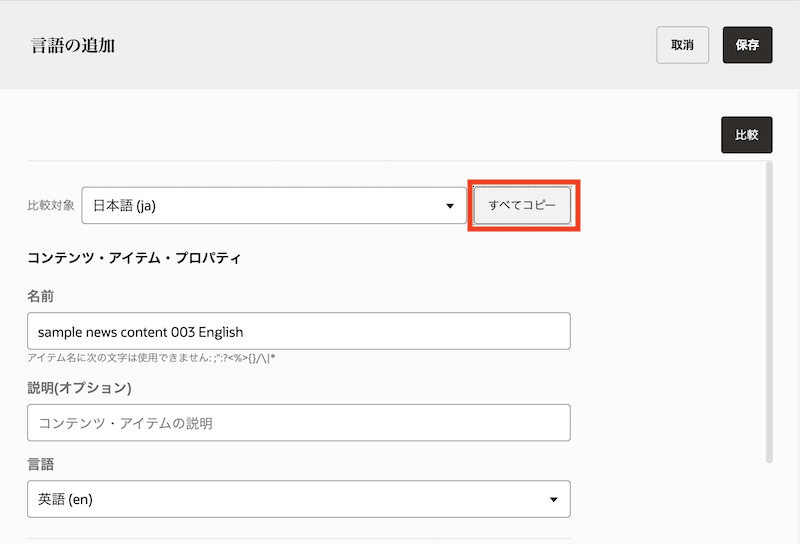 言語の追加
取消
保存
比較
比較対象
日本語 (ja)
すべてコピー
コンテンツ・アイテム・プロパティ
名前
sample news content 003 English
アイテム名に次の文字は使用できません: ;":?<%>{}/\|*
説明(オプション)
コンテンツ・アイテムの説明
言語
英語 (en)